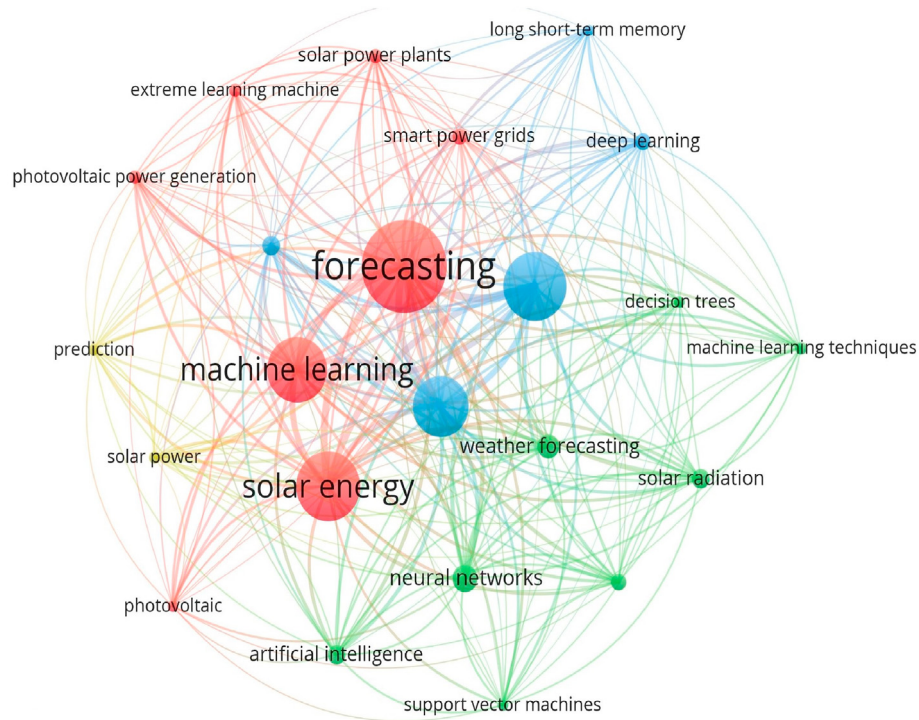 long short-term memory
solar power plants
extreme learning machine
smart power grids
deep learning
photovoltaic power generation
forecasting
decision trees
prediction
machine learning techniques
machine learning
weather forecasting
solar power
solar radiation
solar energy
neural networks
photovoltaic
artificial intelligence
support vector machines